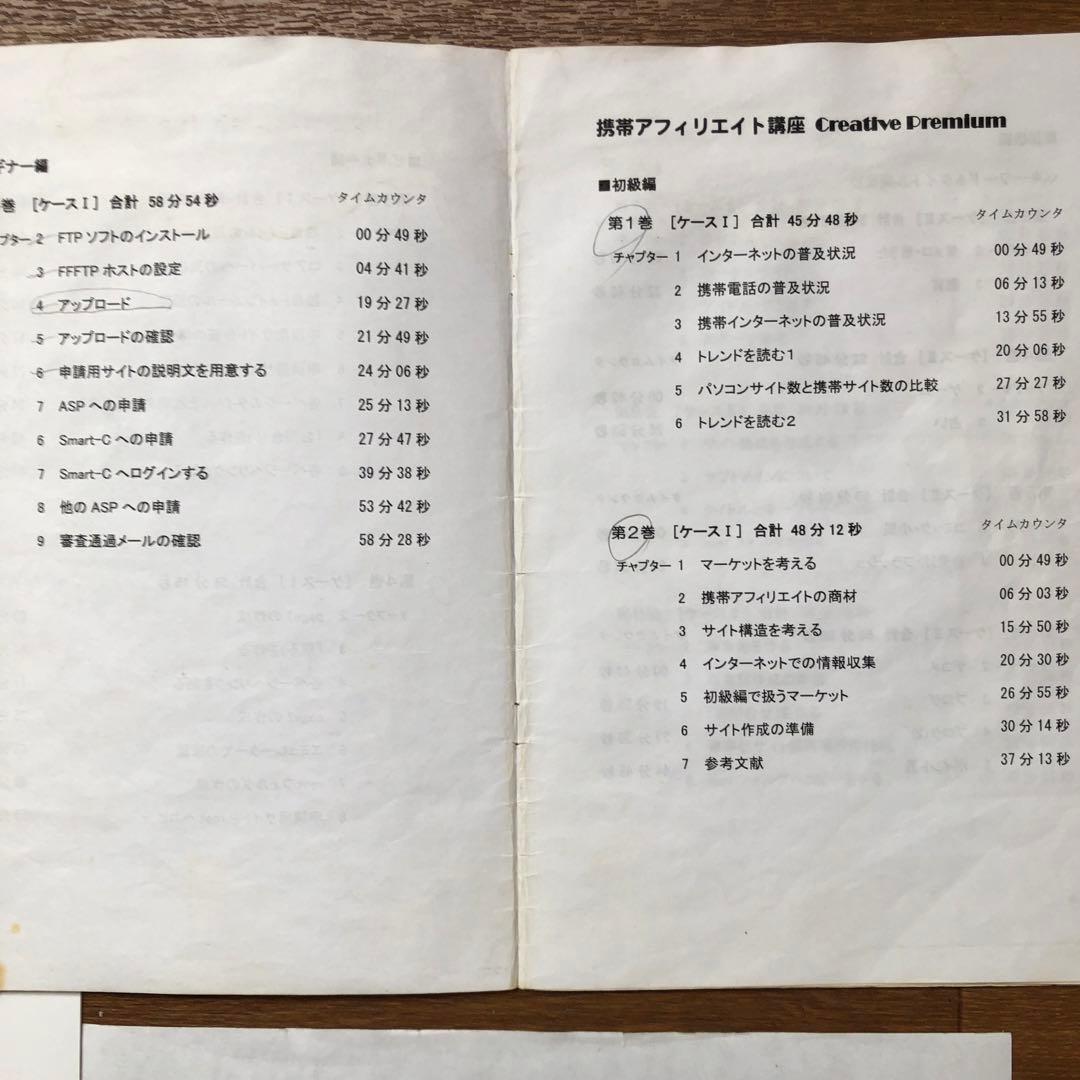 ギナー編
巻 [ケースⅠ] 合計 58分54秒 タイムカウンタ
プター 2 FTPソフトのインストール 00分49秒
3 FFFTPホストの設定 04分41秒
4 アップロード 19分27秒
5 アップロードの確認 21分49秒
6 申請用サイトの説明文を用意する 24分06秒
7 ASPへの申請 25分13秒
6 Smart-Cへの申請 27分47秒
7 Smart-Cへログインする 39分38秒
8 他のASPへの申請 53分42秒
9 審査通過メールの確認 58分28秒
携帯アフィリエイト講座 Creative Premium
■初級編
第1巻 [ケースⅠ] 合計 45分48秒 タイムカウンタ
チャプター 1 インターネットの普及状況 00分49秒
2 携帯電話の普及状況 06分13秒
3 携帯インターネットの普及状況 13分55秒
4 トレンドを読む1 20分06秒
5 パソコンサイト数と携帯サイト数の比較 27分27秒
6 トレンドを読む2 31分58秒
第2巻 [ケースⅠ] 合計 48分12秒 タイムカウンタ
チャプター 1 マーケットを考える 00分49秒
2 携帯アフィリエイトの商材 06分03秒
3 サイト構造を考える 15分50秒
4 インターネットでの情報収集 20分30秒
5 初級編で扱うマーケット 26分55秒
6 サイト作成の準備 30分14秒
7 参考文献 37分13秒